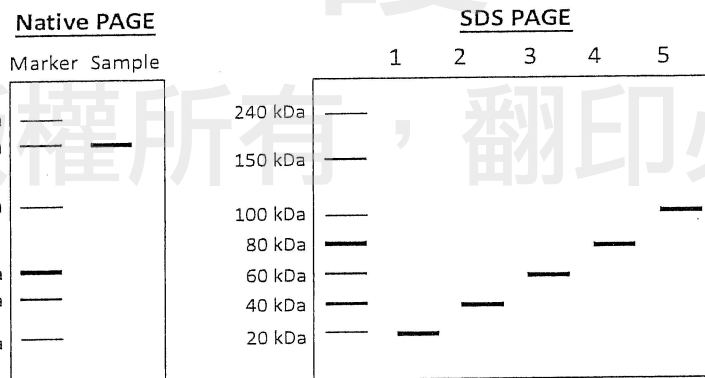 Native PAGE
SDS PAGE
Marker Sample
1 2 3 4 5
240 kDa
150 kDa
100 kDa
80 kDa
60 kDa
40 kDa
20 kDa
權所有，翻印